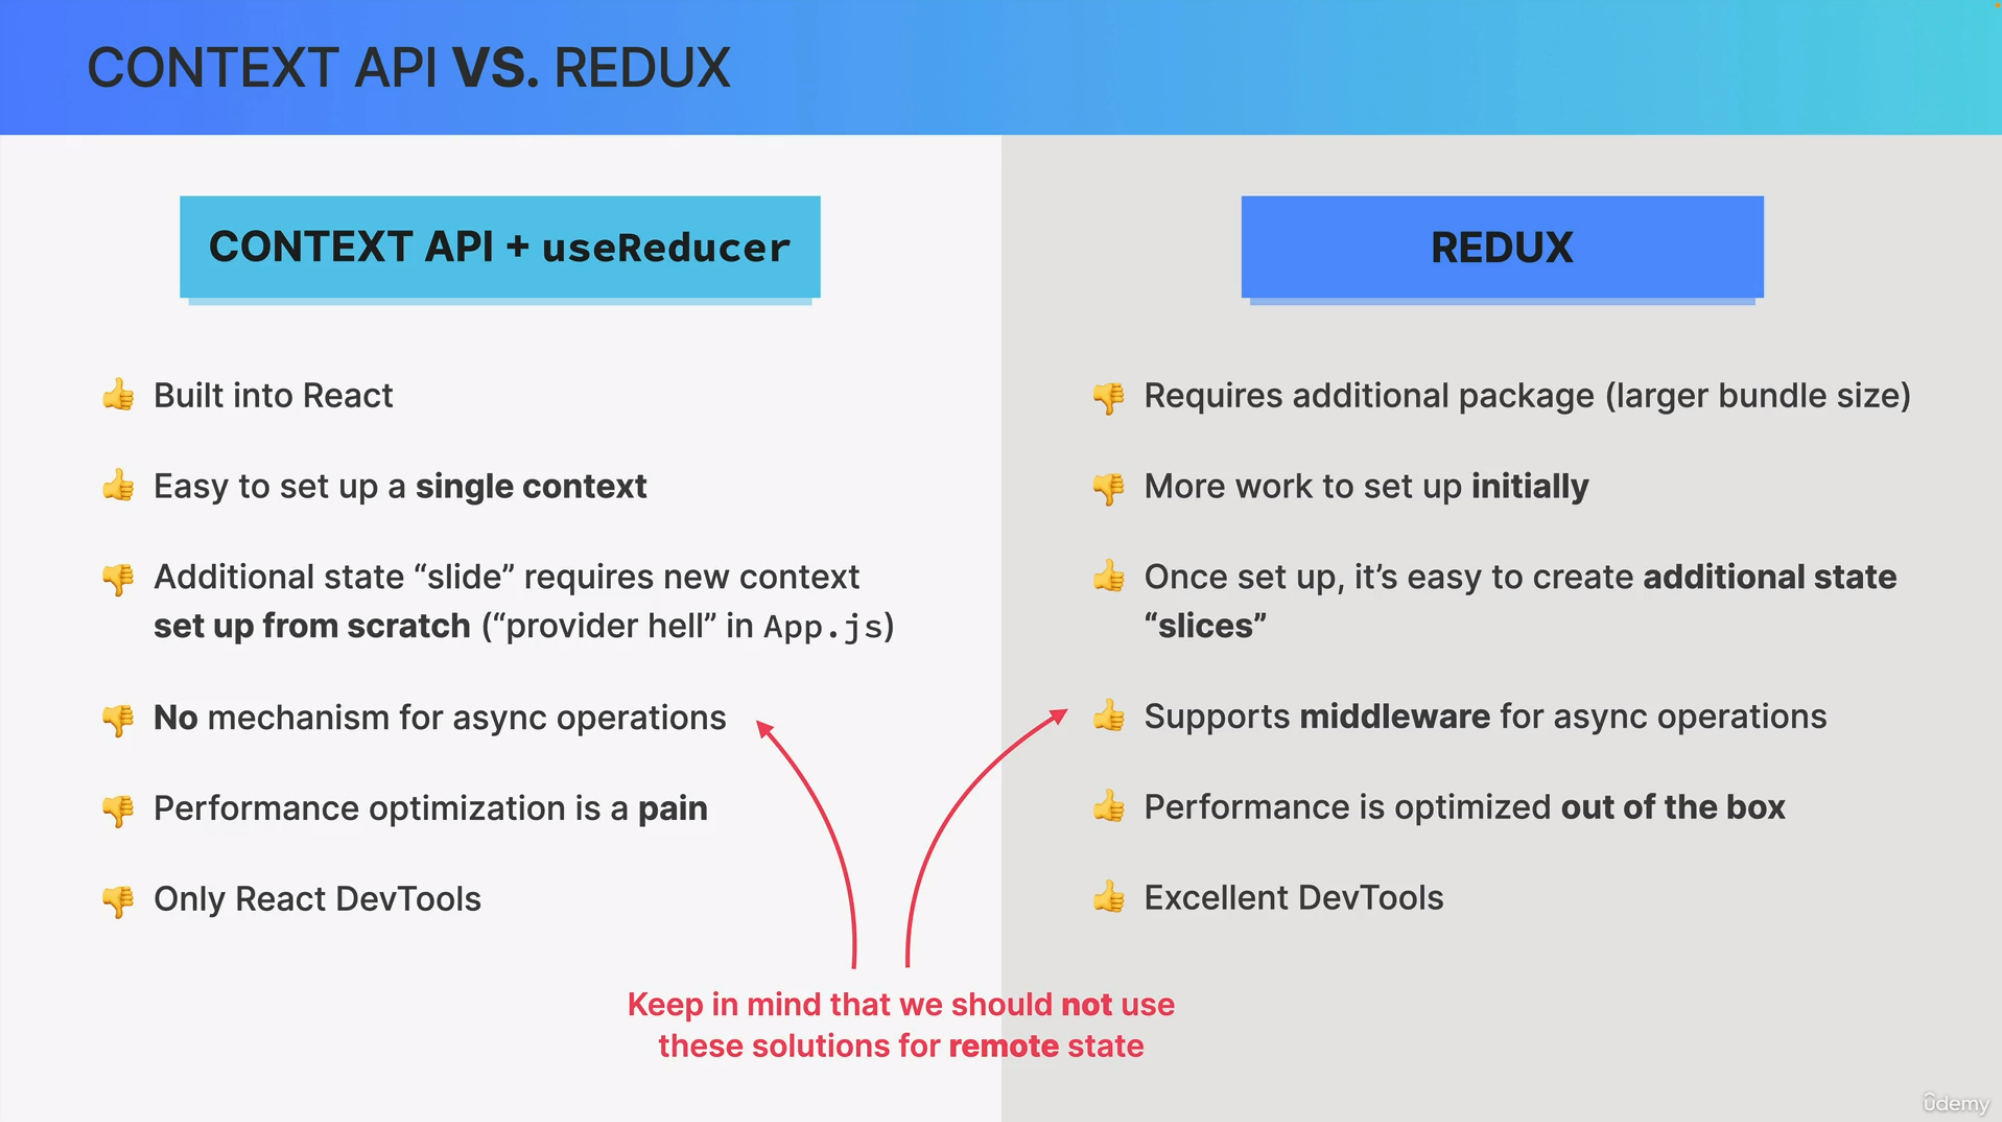 CONTEXT API VS. REDUX
CONTEXT API + useReducer
Built into React
Easy to set up a single context
Additional state “slide” requires new context
set up from scratch (“provider hell” in App.js)
No mechanism for async operations
Performance optimization is a pain
Only React DevTools
REDUX
Requires additional package (larger bundle size)
More work to set up initially
Once set up, it’s easy to create additional state
“slices”
Supports middleware for async operations
Performance is optimized out of the box
Excellent DevTools
Keep in mind that we should not use
these solutions for remote state
ûdemy